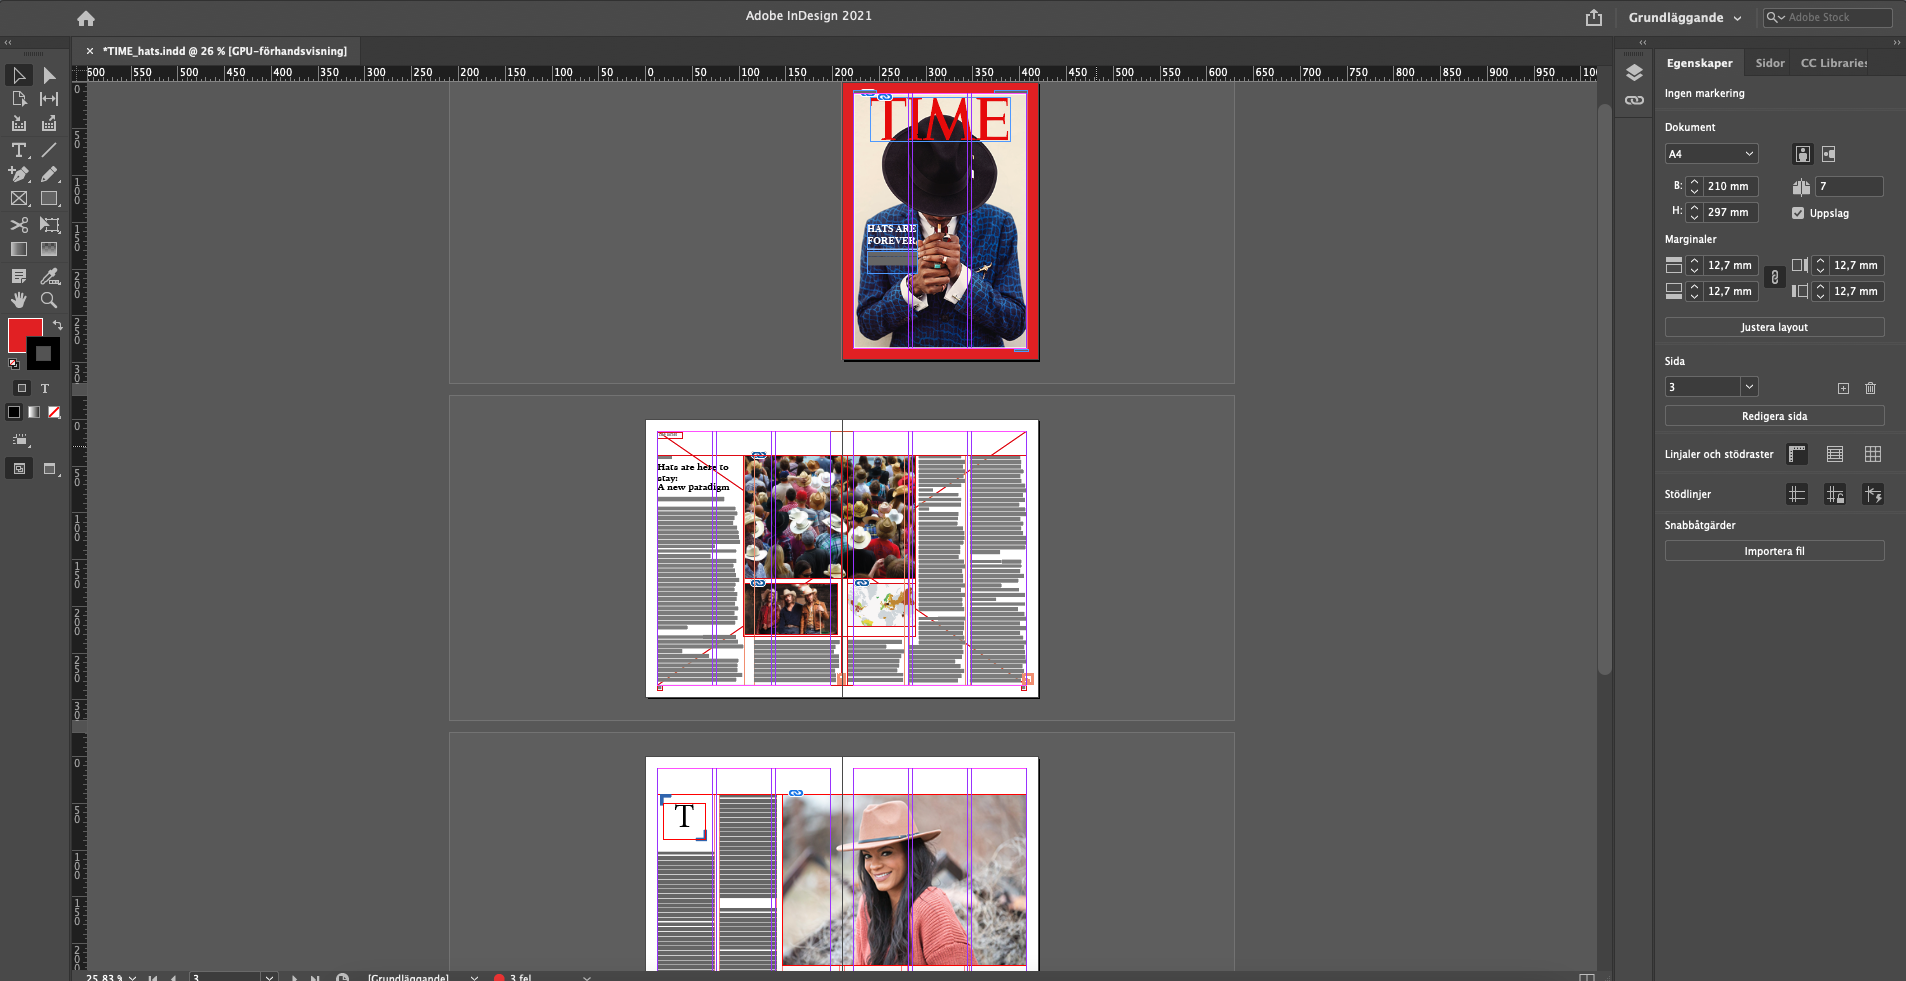 Adobe InDesign 2021
Grundläggande
Adobe Stock
*TIME_hats.indd @ 26 % [GPU-förhandsvisning]
600 550 500 450 400 350 300 250 200 150 100 50 0 50 100 150 200 250 300 350 400 450 500 550 600 650 700 750 800 850 900 950
Egenskaper
Sidor
CC Libraries
Ingen markering
Dokument
A4
B:
210 mm
7
H:
297 mm
Uppslag
Marginaler
12,7 mm
12,7 mm
12,7 mm
12,7 mm
Justera layout
Sida
3
Redigera sida
Linjaler och stödraster
Stödlinjer
Snabbåtgärder
Importera fil
TIME
HATS ARE
FOREVER
Hats are here to
stay:
A new paradigm
T
25,83 %
3
[Grundläggande]
3 fel